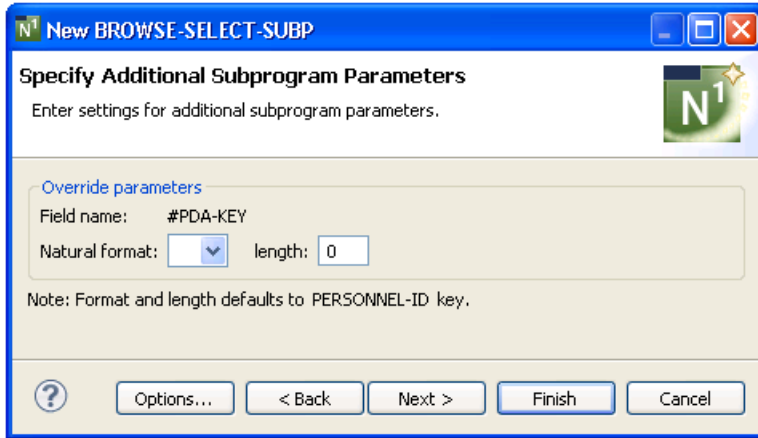 N1 New BROWSE-SELECT-SUBP
Specify Additional Subprogram Parameters
Enter settings for additional subprogram parameters.
N1
Override parameters
Field name: #PDA-KEY
Natural format: length: 0
Note: Format and length defaults to PERSONNEL-ID key.
? Options... < Back Next > Finish Cancel